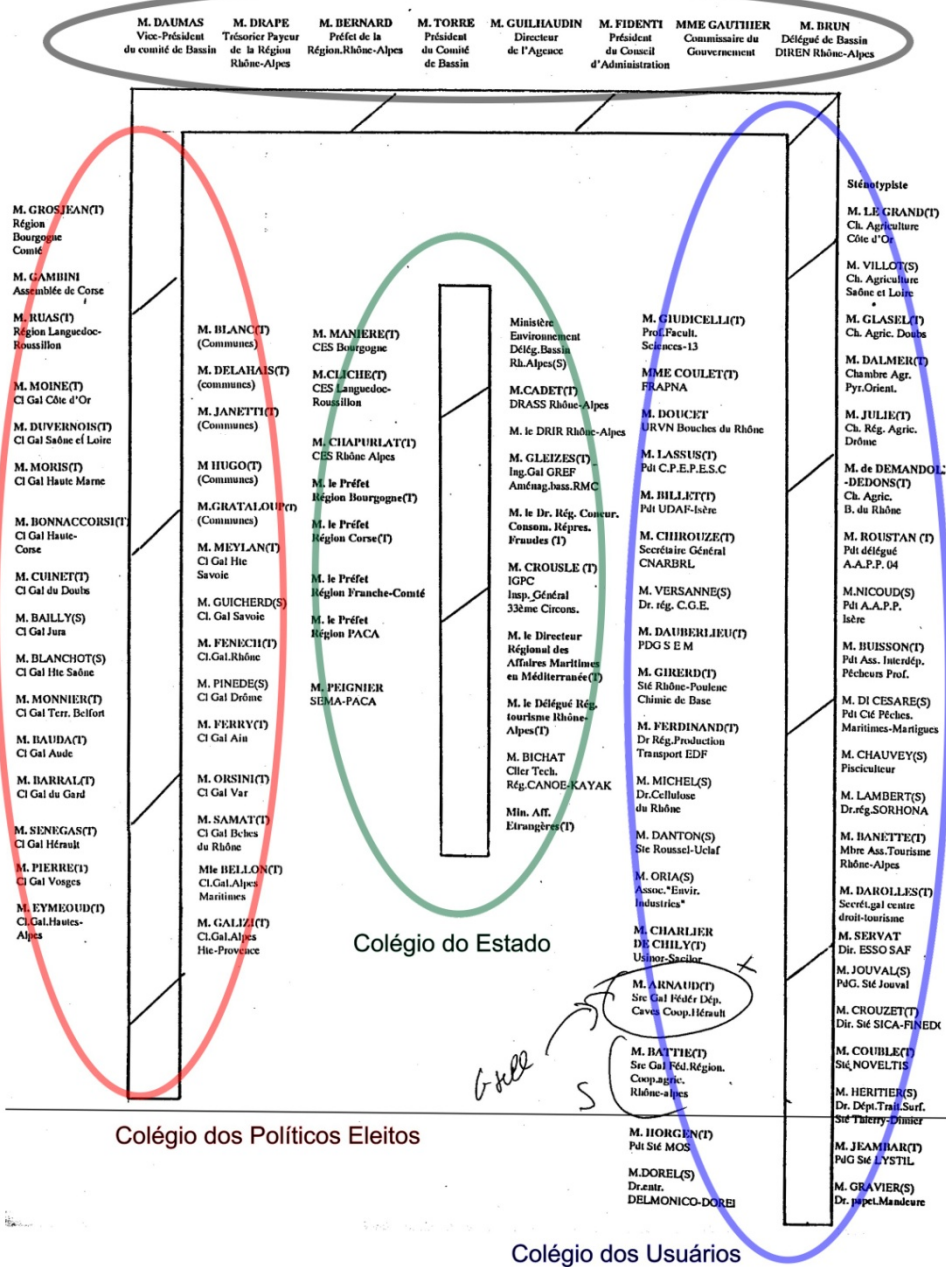 M. DAUMAS
Vice-Président
du comité de Bassin
M. DRAPE
Trésorier Payeur
de la Région
Rhône-Alpes
M. BERNARD
Préfet de la
Région.Rhône-Alpes
M. TORRE
Président
du Comité
de Bassin
M. GUILHAUDIN
Directeur
de l'Agence
M. FIDENTI
Président
du Conseil
d'Administration
MME GAUTHIER
Commissaire du
Gouvernement
M. BRUN
Délégué de Bassin
DIREN Rhône-Alpes
M. GROSJEAN(T)
Région
Bourgogne
Comté
M. GAMBINI
Assemblée de Corse
M. RUAS(T)
Région Languedoc-
Roussillon
M. MOINE(T)
Cl Gal Côte d'Or
M. DUVERNOIS(T)
Cl Gal Saône et Loire
M. MORIS(T)
Cl Gal Haute Marne
M. BONNACCORSI(T)
Cl Gal Haute-
Corse
M. CUINET(T)
Cl Gal du Doubs
M. BAILLY(S)
Cl Gal Jura
M. BLANCHOT(S)
Cl Gal Hte Saône
M. MONNIER(T)
Cl Gal Terr. Belfort
M. BAUDA(T)
Cl Gal Aude
M. BARRAL(T)
Cl Gal du Gard
M. SENEGAS(T)
Cl Gal Hérault
M. PIERRE(T)
Cl Gal Vosges
M. EYMEOUD(T)
Cl.Gal.Hautes-
Alpes
M. BLANC(T)
(Communes)
M. DELAHAIS(T)
(communes)
M. JANETTI(T)
(Communes)
M HUGO(T)
(Communes)
M.GRATALOUP(T)
(Communes)
M. MEYLAN(T)
Cl Gal Hte
Savoie
M. GUICHERD(S)
Cl. Gal Savoie
M. FENECH(T)
Cl.Gal.Rhône
M. PINEDE(S)
Cl Gal Drôme
M. FERRY(T)
Cl Gal Ain
M. ORSINI(T)
Cl Gal Var
M. SAMAT(T)
Cl Gal Bches
du Rhône
Mle BELLON(T)
Cl.Gal.Alpes
Maritimes
M. GALIZI(T)
Cl.Gal.Alpes
Hte-Provence
M. MANIERE(T)
CES Bourgogne
M.CLICHE(T)
CES Languedoc-
Roussillon
M. CHAPURLAT(T)
CES Rhône Alpes
M. le Préfet
Région Bourgogne(T)
M. le Préfet
Région Corse(T)
M. le Préfet
Région Franche-Comté
M. le Préfet
Région PACA
M. PEIGNIER
SEMA-PACA
Ministère
Environnement
Délég.Bassin
Rh.Alpes(S)
M.CADET(T)
DRASS Rhône-Alpes
M. le DRIR Rhône-Alpes
M. GLEIZES(T)
Ing.Gal GREF
Aménag.bass.RMC
M. le Dr. Rég. Concur.
Consom. Répres.
Fraudes (T)
M. CROUSLE (T)
IGPC
Insp. Général
33ème Circons.
M. le Directeur
Régional des
Affaires Maritimes
en Méditerranée(T)
M. le Délégué Rég.
tourisme Rhône-
Alpes(T)
M. BICHAT
Cller Tech.
Rég.CANOE-KAYAK
Min. Aff.
Etrangères(T)
M. GIUDICELLI(T)
Prof.Facult.
Sciences-13
MME COULET(T)
FRAPNA
M. DOUCET
URVN Bouches du Rhône
M. LASSUS(T)
Pdt C.P.E.P.E.S.C
M. BILLET(T)
Pdt UDAF-Isère
M. CHIROUZE(T)
Secrétaire Général
CNARBRL
M. VERSANNE(S)
Dr. rég. C.G.E.
M. DAUBERLIEU(T)
PDG S E M
M. GIRERD(T)
Sté Rhône-Poulenc
Chimie de Base
M. FERDINAND(T)
Dr Rég.Production
Transport EDF
M. MICHEL(S)
Dr.Cellulose
du Rhône
M. DANTON(S)
Ste Roussel-Uclaf
M. ORIA(S)
Assoc."Envir.
Industries"
M. CHARLIER
DE CHILY(T)
Usinor-Sacilor
M. ARNAUD(T)
Sre Gal Fédér Dép.
Caves Coop.Hérault
M. BATTIE(T)
Sre Gal Féd.Région.
Coop.agric.
Rhône-alpes
S
M. HORGEN(T)
Pdt Sté MOS
M.DOREL(S)
Dr.entr.
DELMONICO-DOREl
Sténotypiste
M. LE GRAND(T)
Ch. Agriculture
Côte d'Or
M. VILLOT(S)
Ch. Agriculture
Saône et Loire
M. GLASEL(T)
Ch. Agric. Doubs
M. DALMER(T)
Chambre Agr.
Pyr.Orient.
M. JULIE(T)
Ch. Rég. Agric.
Drôme
M. de DEMANDOLX
-DEDONS(T)
Ch. Agric.
B. du Rhône
M. ROUSTAN (T)
Pdt délégué
A.A.P.P. 04
M.NICOUD(S)
Pdt A.A.P.P.
Isère
M. BUISSON(T)
Pdt Ass. Interdép.
Pêcheurs Prof.
M. DI CESARE(S)
Pdt Cté Pêches.
Maritimes-Martigues
M. CHAUVEY(S)
Pisciculteur
M. LAMBERT(S)
Dr.rég.SORHONA
M. BANETTE(T)
Mbre Ass.Tourisme
Rhône-Alpes
M. DAROLLES(T)
Secrét.gal centre
droit-tourisme
M. SERVAT
Dir. ESSO SAF
M. JOUVAL(S)
PdG. Sté Jouval
M. CROUZET(T)
Dir. Sté SICA-FINEDO
M. COUBLE(T)
Sté NOVELTIS
M. HERITIER(S)
Dr. Dépt.Trait.Surf.
Sté Thierry-Dimier
M. JEAMBAR(T)
PdG Sté LYSTIL
M. GRAVIER(S)
Dr. papet.Mandeure
Colégio do Estado
Colégio dos Políticos Eleitos
Colégio dos Usuários